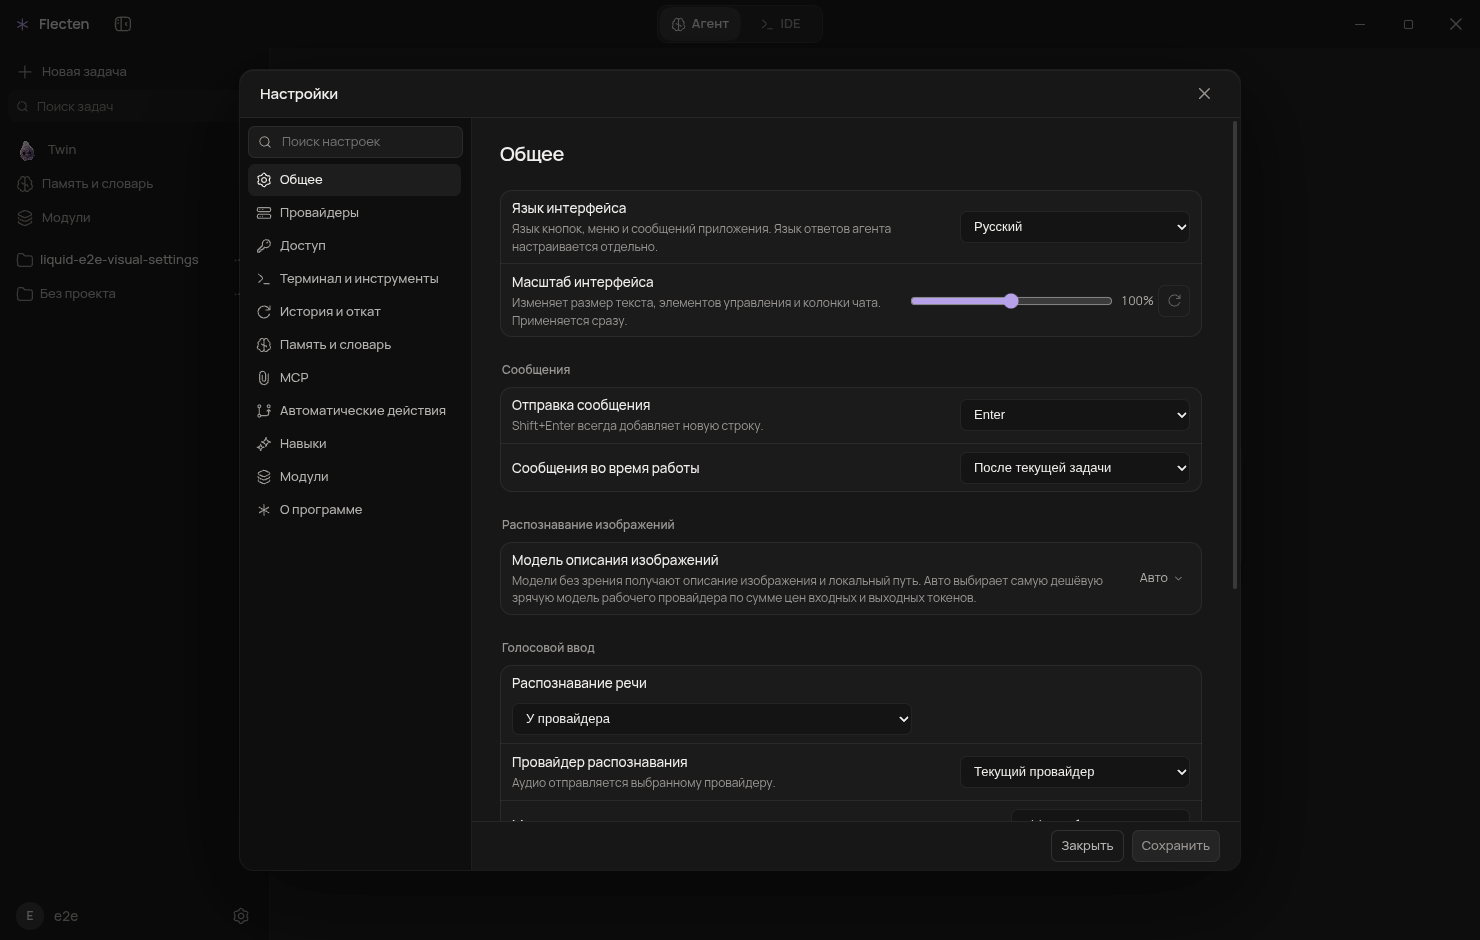 Flecten
Агент
IDE
Новая задача
Поиск задач
Twin
Память и словарь
Модули
liquid-e2e-visual-settings
Без проекта
E
e2e
Настройки
Поиск настроек
Общее
Провайдеры
Доступ
Терминал и инструменты
История и откат
Память и словарь
MCP
Автоматические действия
Навыки
Модули
О программе
Общее
Язык интерфейса
Язык кнопок, меню и сообщений приложения. Язык ответов агента
настраивается отдельно.
Русский
Масштаб интерфейса
Изменяет размер текста, элементов управления и колонки чата.
Применяется сразу.
100%
Сообщения
Отправка сообщения
Shift+Enter всегда добавляет новую строку.
Enter
Сообщения во время работы
После текущей задачи
Распознавание изображений
Модель описания изображений
Модели без зрения получают описание изображения и локальный путь. Авто выбирает самую дешёвую
зрячую модель рабочего провайдера по сумме цен входных и выходных токенов.
Авто
Голосовой ввод
Распознавание речи
У провайдера
Провайдер распознавания
Аудио отправляется выбранному провайдеру.
Текущий провайдер
Закрыть
Сохранить